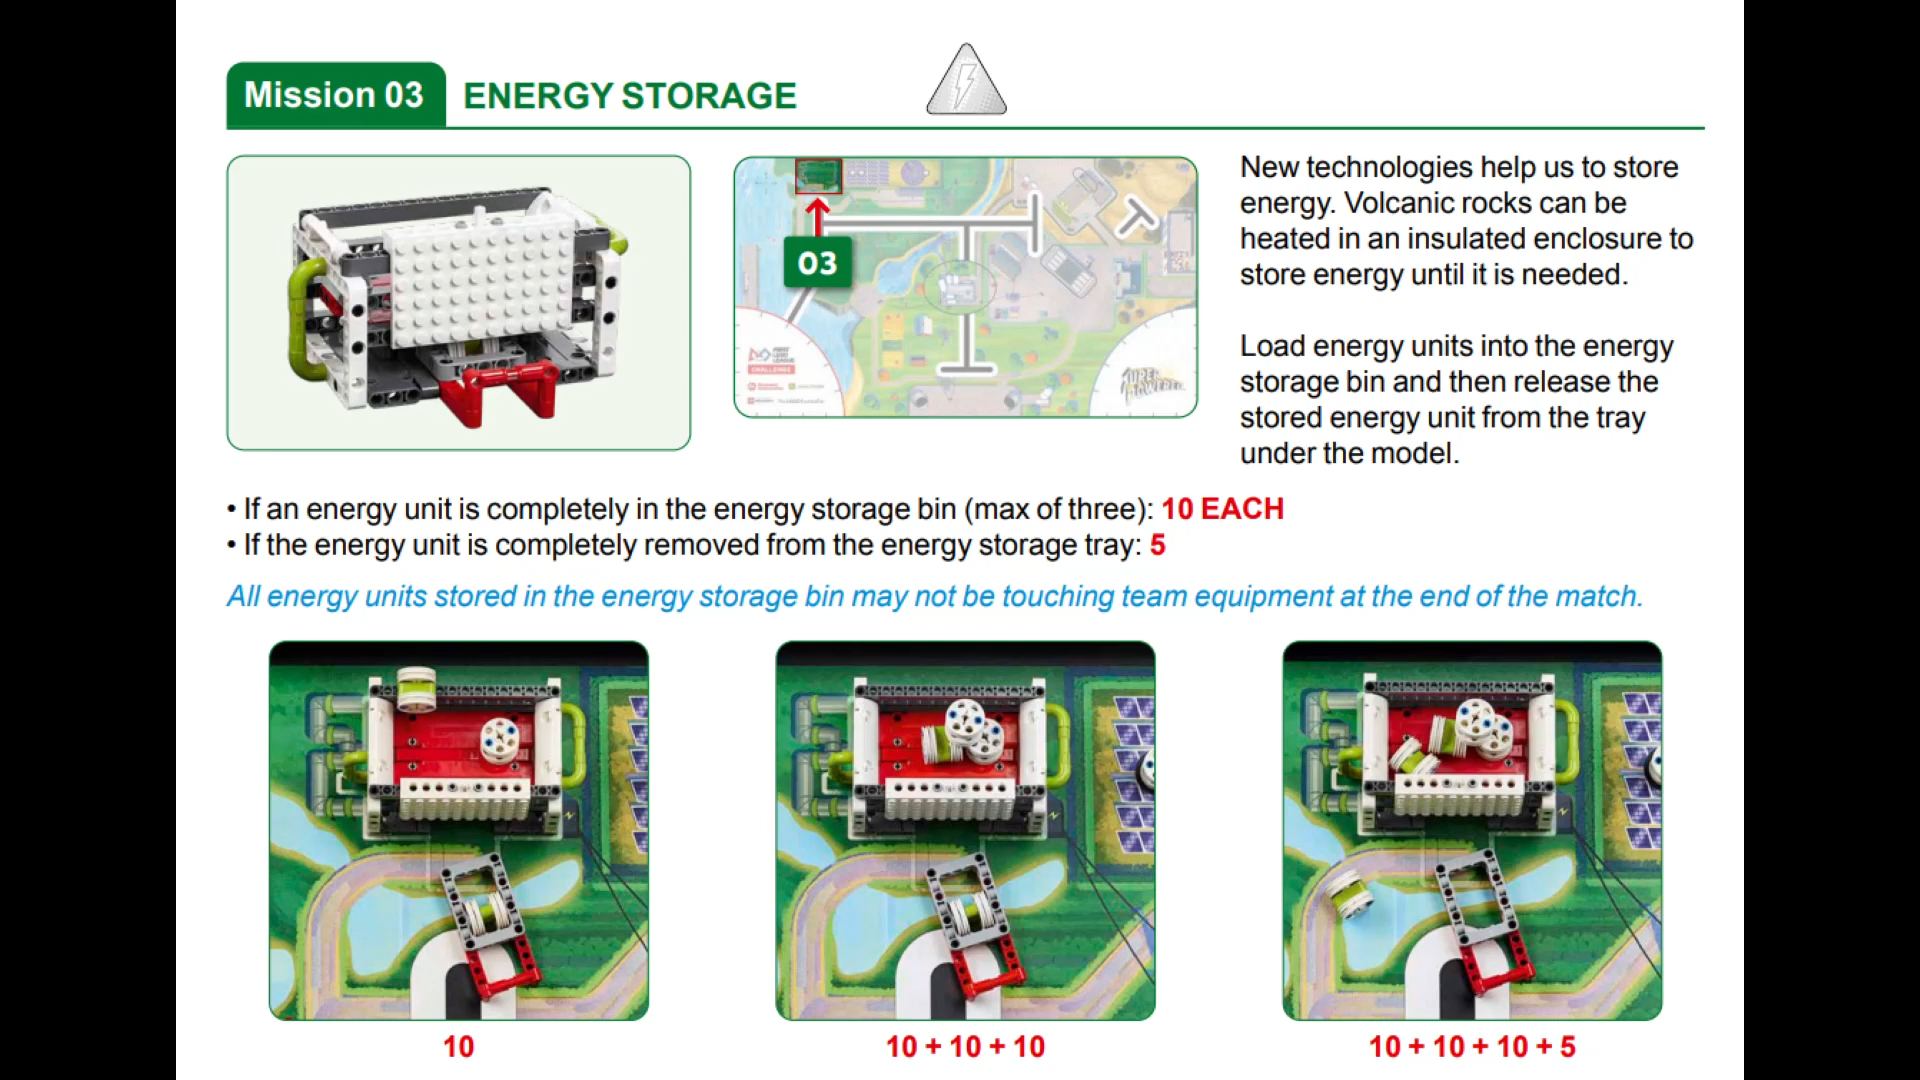 Mission 03 ENERGY STORAGE
New technologies help us to store
energy. Volcanic rocks can be
heated in an insulated enclosure to
store energy until it is needed.
03
CHALLENGE
Load energy units into the energy
storage bin and then release the
stored energy unit from the tray
under the model.
• If an energy unit is completely in the energy storage bin (max of three): 10 EACH
• If the energy unit is completely removed from the energy storage tray: 5
All energy units stored in the energy storage bin may not be touching team equipment at the end of the match.
10
10 + 10 + 10
10 + 10 + 10 + 5